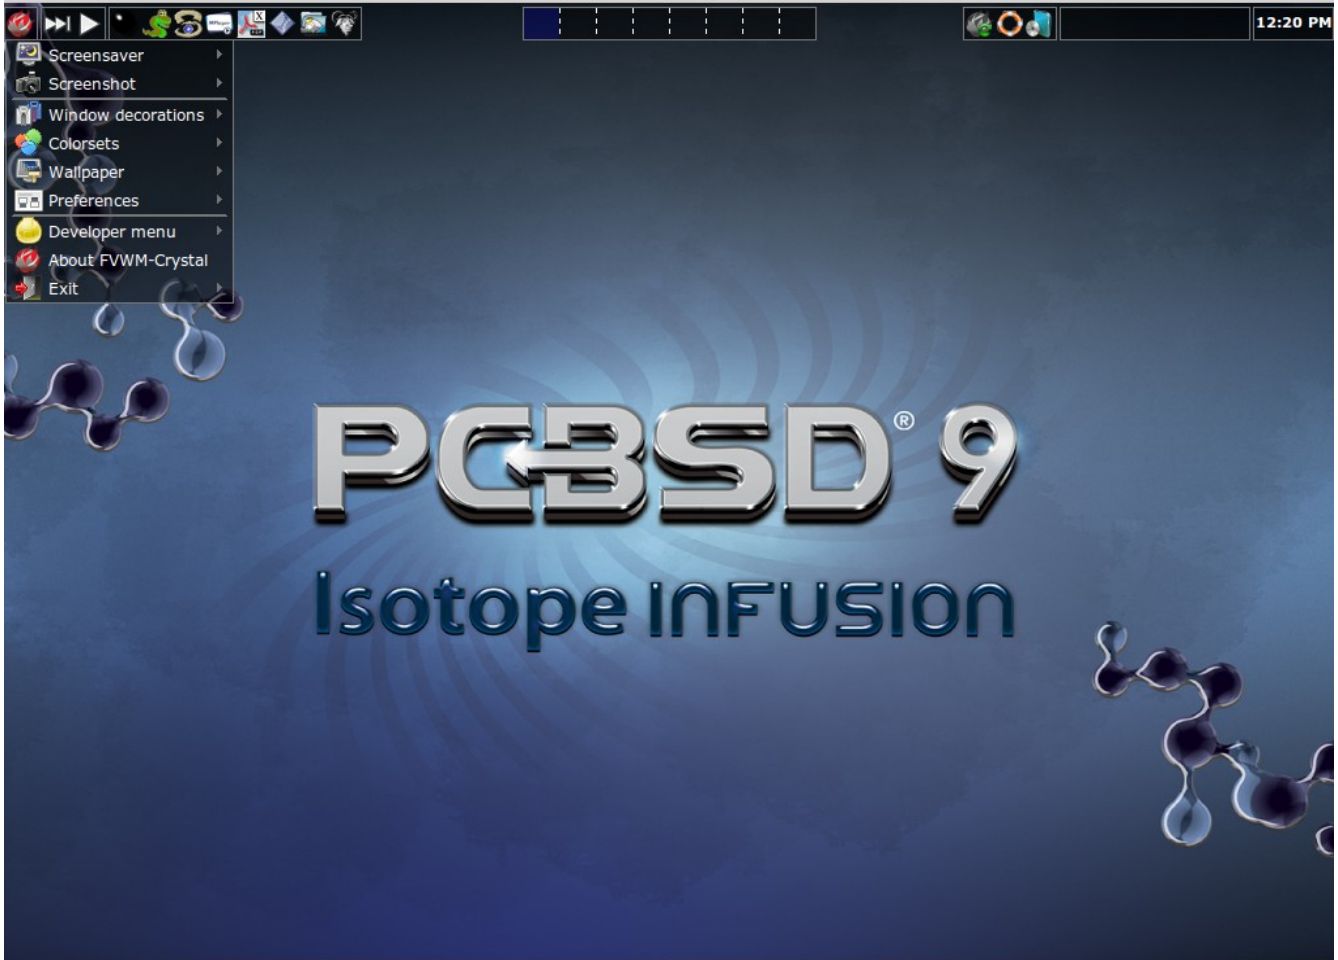 12:20 PM
Screensaver
Screenshot
Window decorations
Colorsets
Wallpaper
Preferences
Developer menu
About FVWM-Crystal
Exit
PCBSD® 9
Isotope INFUSION